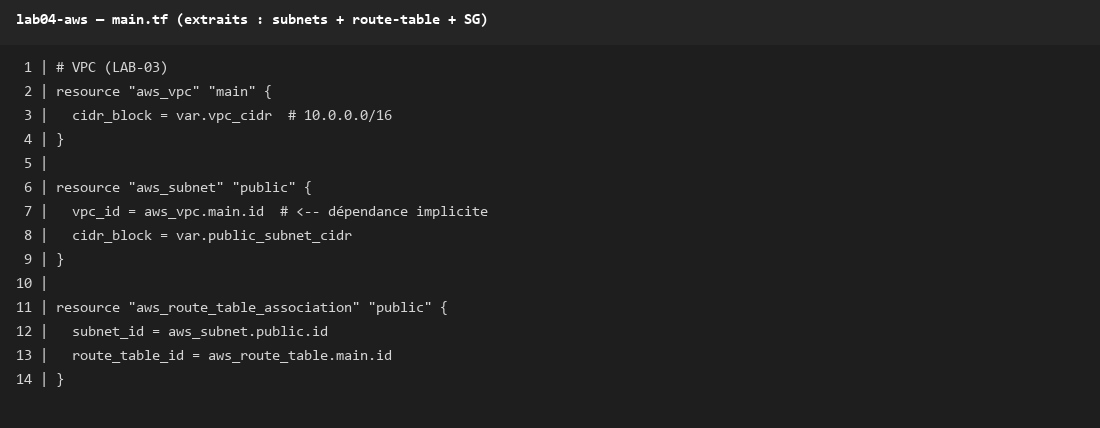 lab04-aws — main.tf (extraits : subnets + route-table + SG)
1 | # VPC (LAB-03)
2 | resource "aws_vpc" "main" {
3 |   cidr_block = var.vpc_cidr  # 10.0.0.0/16
4 | }
5 |
6 | resource "aws_subnet" "public" {
7 |   vpc_id = aws_vpc.main.id  # <-- dépendance implicite
8 |   cidr_block = var.public_subnet_cidr
9 | }
10 |
11 | resource "aws_route_table_association" "public" {
12 |   subnet_id = aws_subnet.public.id
13 |   route_table_id = aws_route_table.main.id
14 | }